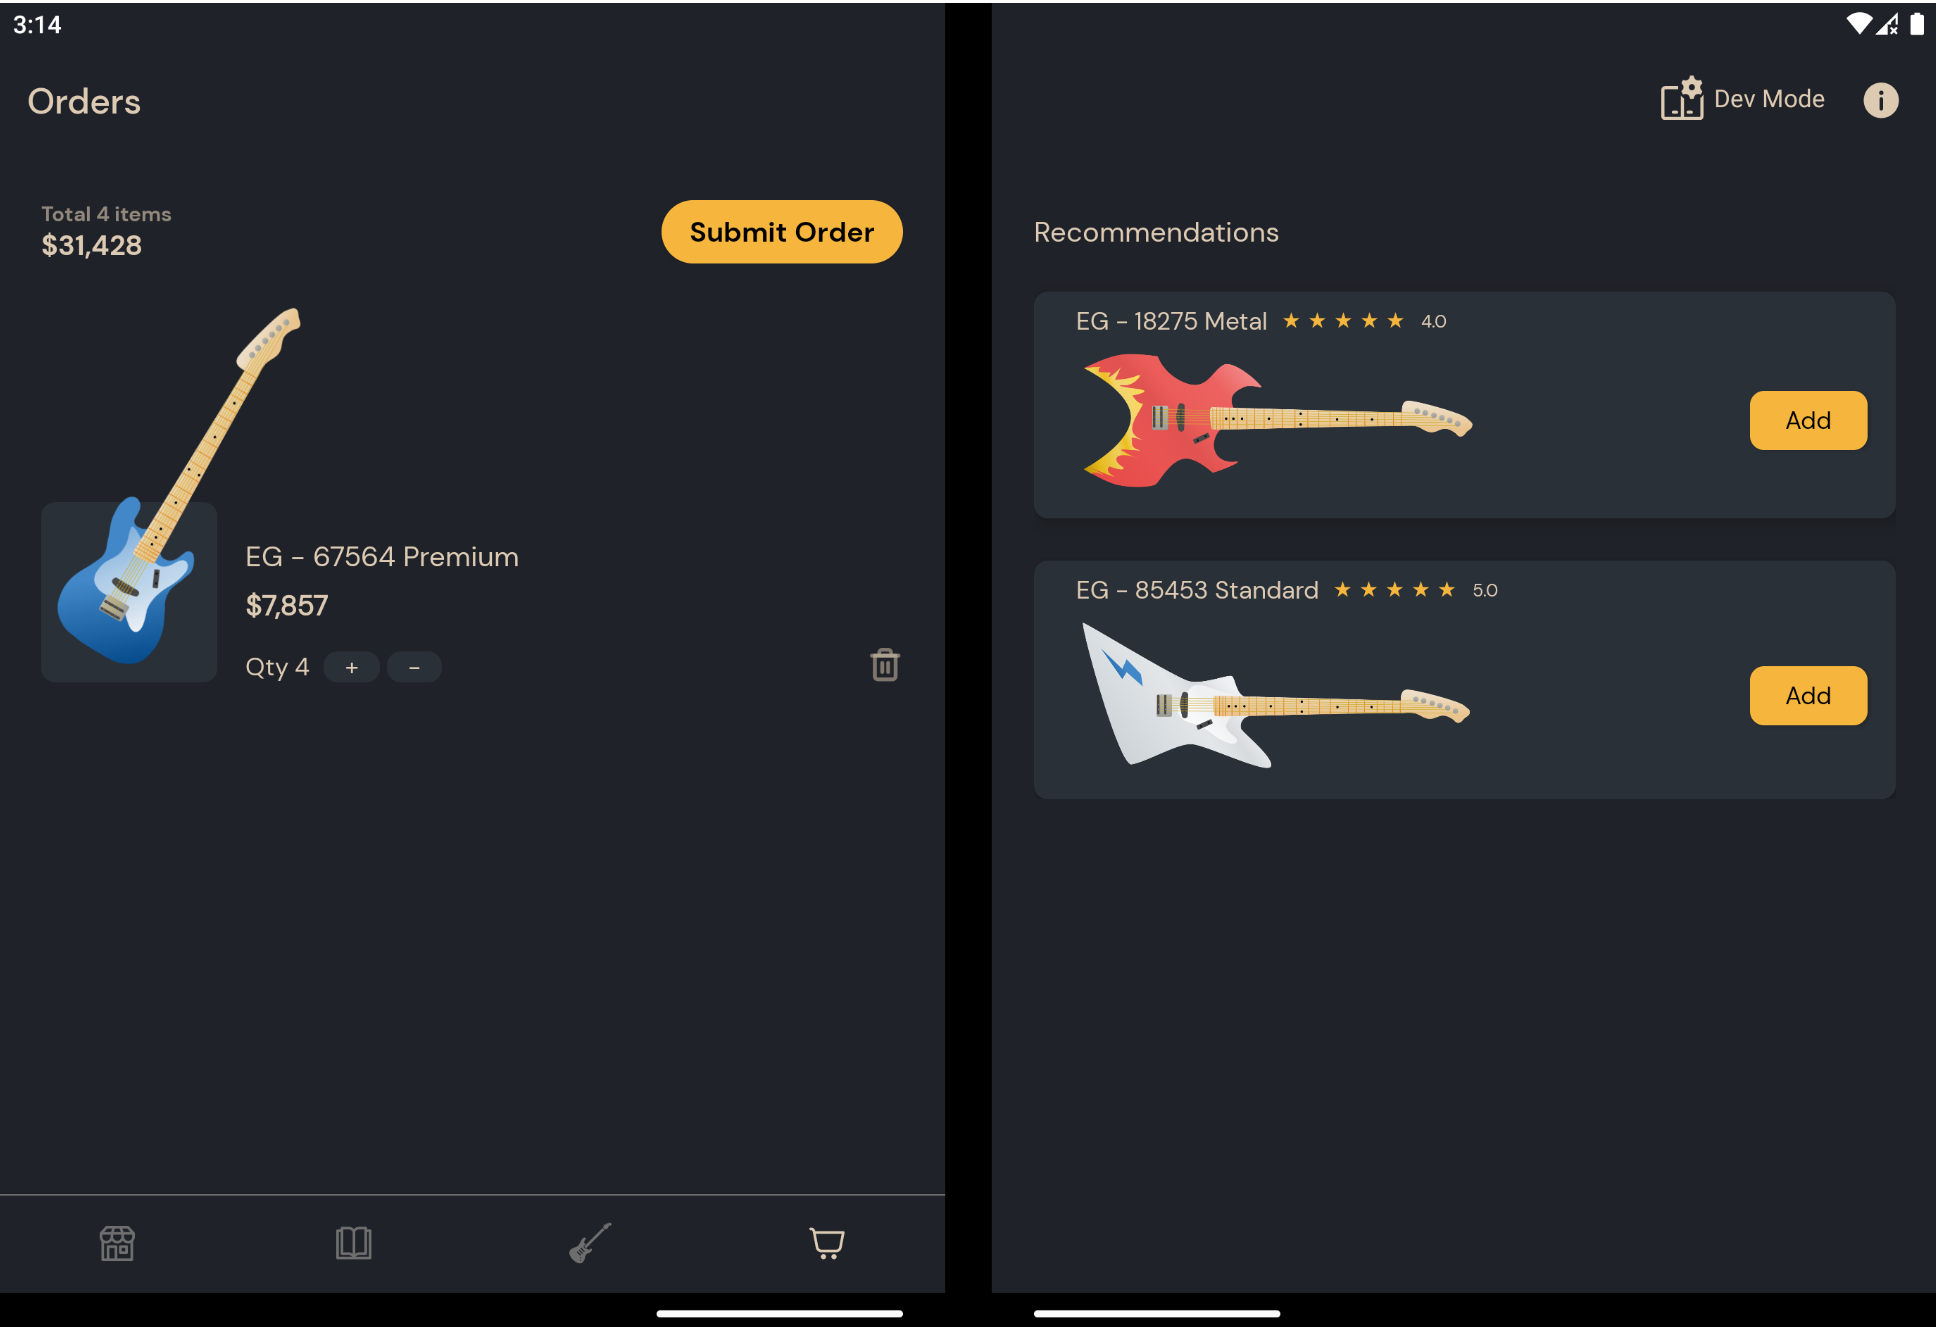 3:14
Orders
Total 4 items
$31,428
Submit Order
EG - 67564 Premium
$7,857
Qty 4 + -
Dev Mode
Recommendations
EG - 18275 Metal ★ ★ ★ ★ ★ 4.0
Add
EG - 85453 Standard ★ ★ ★ ★ ★ 5.0
Add